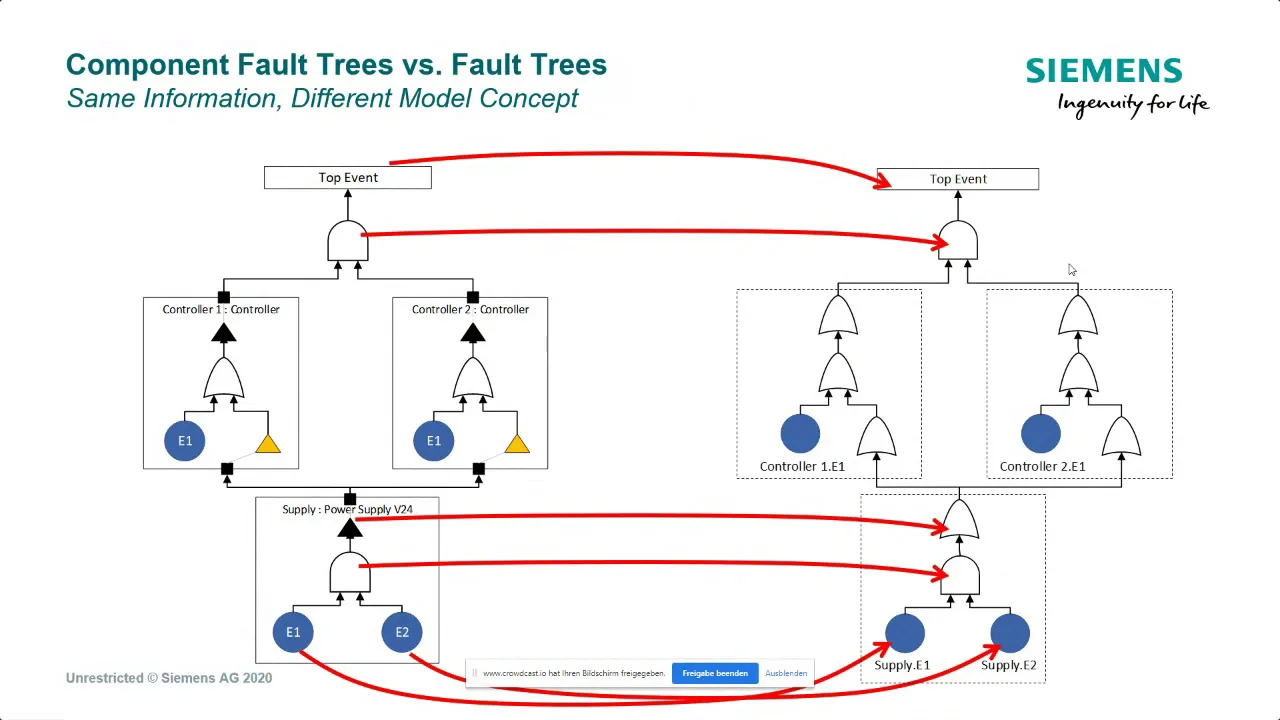 Component Fault Trees vs. Fault Trees
Same Information, Different Model Concept
SIEMENS
Ingenuity for life
Top Event
Top Event
Controller 1 : Controller
Controller 2 : Controller
E1
E1
Controller 1.E1
Controller 2.E1
Supply : Power Supply V24
E1
E2
Supply.E1
Supply.E2
www.crowdcast.io hat Ihren Bildschirm freigegeben.
Freigabe beenden
Ausblenden
Unrestricted © Siemens AG 2020